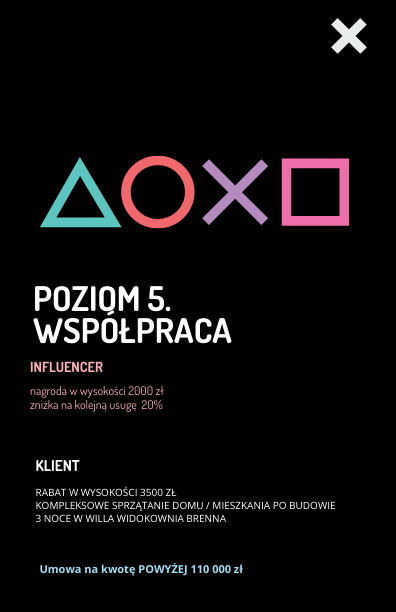 POZIOM 5.
WSPÓŁPRACA
INFLUENCER
nagroda w wysokości 2000 zł
zniżka na kolejną usugę 20%
KLIENT
RABAT W WYSOKOŚCI 3500 ZŁ
KOMPLEKSOWE SPRZĄTANIE DOMU / MIESZKANIA PO BUDOWIE
3 NOCE W WILLA WIDOKOWNIA BRENNA
Umowa na kwotę POWYŻEJ 110 000 zł